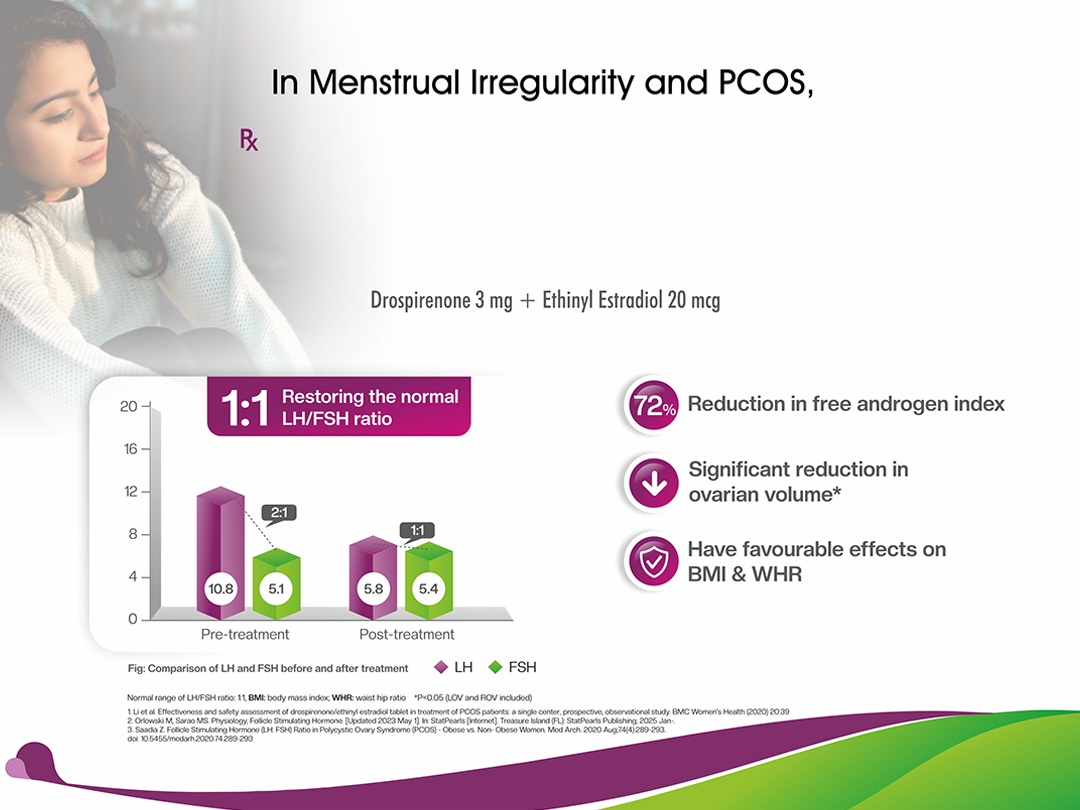 In Menstrual Irregularity and PCOS,
℞
Drospirenone 3 mg + Ethinyl Estradiol 20 mcg
1:1 Restoring the normal
LH/FSH ratio
20
16
12
8
4
0
2:1
1:1
10.8
5.1
5.8
5.4
Pre-treatment
Post-treatment
Fig: Comparison of LH and FSH before and after treatment
LH
FSH
72% Reduction in free androgen index
Significant reduction in
ovarian volume*
Have favourable effects on
BMI & WHR
Normal range of LH/FSH ratio: 1:1, BMI: body mass index; WHR: waist hip ratio *P<0.05 (LOV and ROV included)
1. Li et al. Effectiveness and safety assessment of drospirenone/ethinyl estradiol tablet in treatment of PCOS patients: a single center, prospective, observational study. BMC Women's Health (2020) 20:39
2. Orlowski M, Sarao MS. Physiology, Follicle Stimulating Hormone. [Updated 2023 May 1]. In: StatPearls [Internet]. Treasure Island (FL): StatPearls Publishing; 2025 Jan-.
3. Saadia Z. Follicle Stimulating Hormone (LH: FSH) Ratio in Polycystic Ovary Syndrome (PCOS) - Obese vs. Non- Obese Women. Med Arch. 2020 Aug;74(4):289-293.
doi: 10.5455/medarh.2020.74.289-293